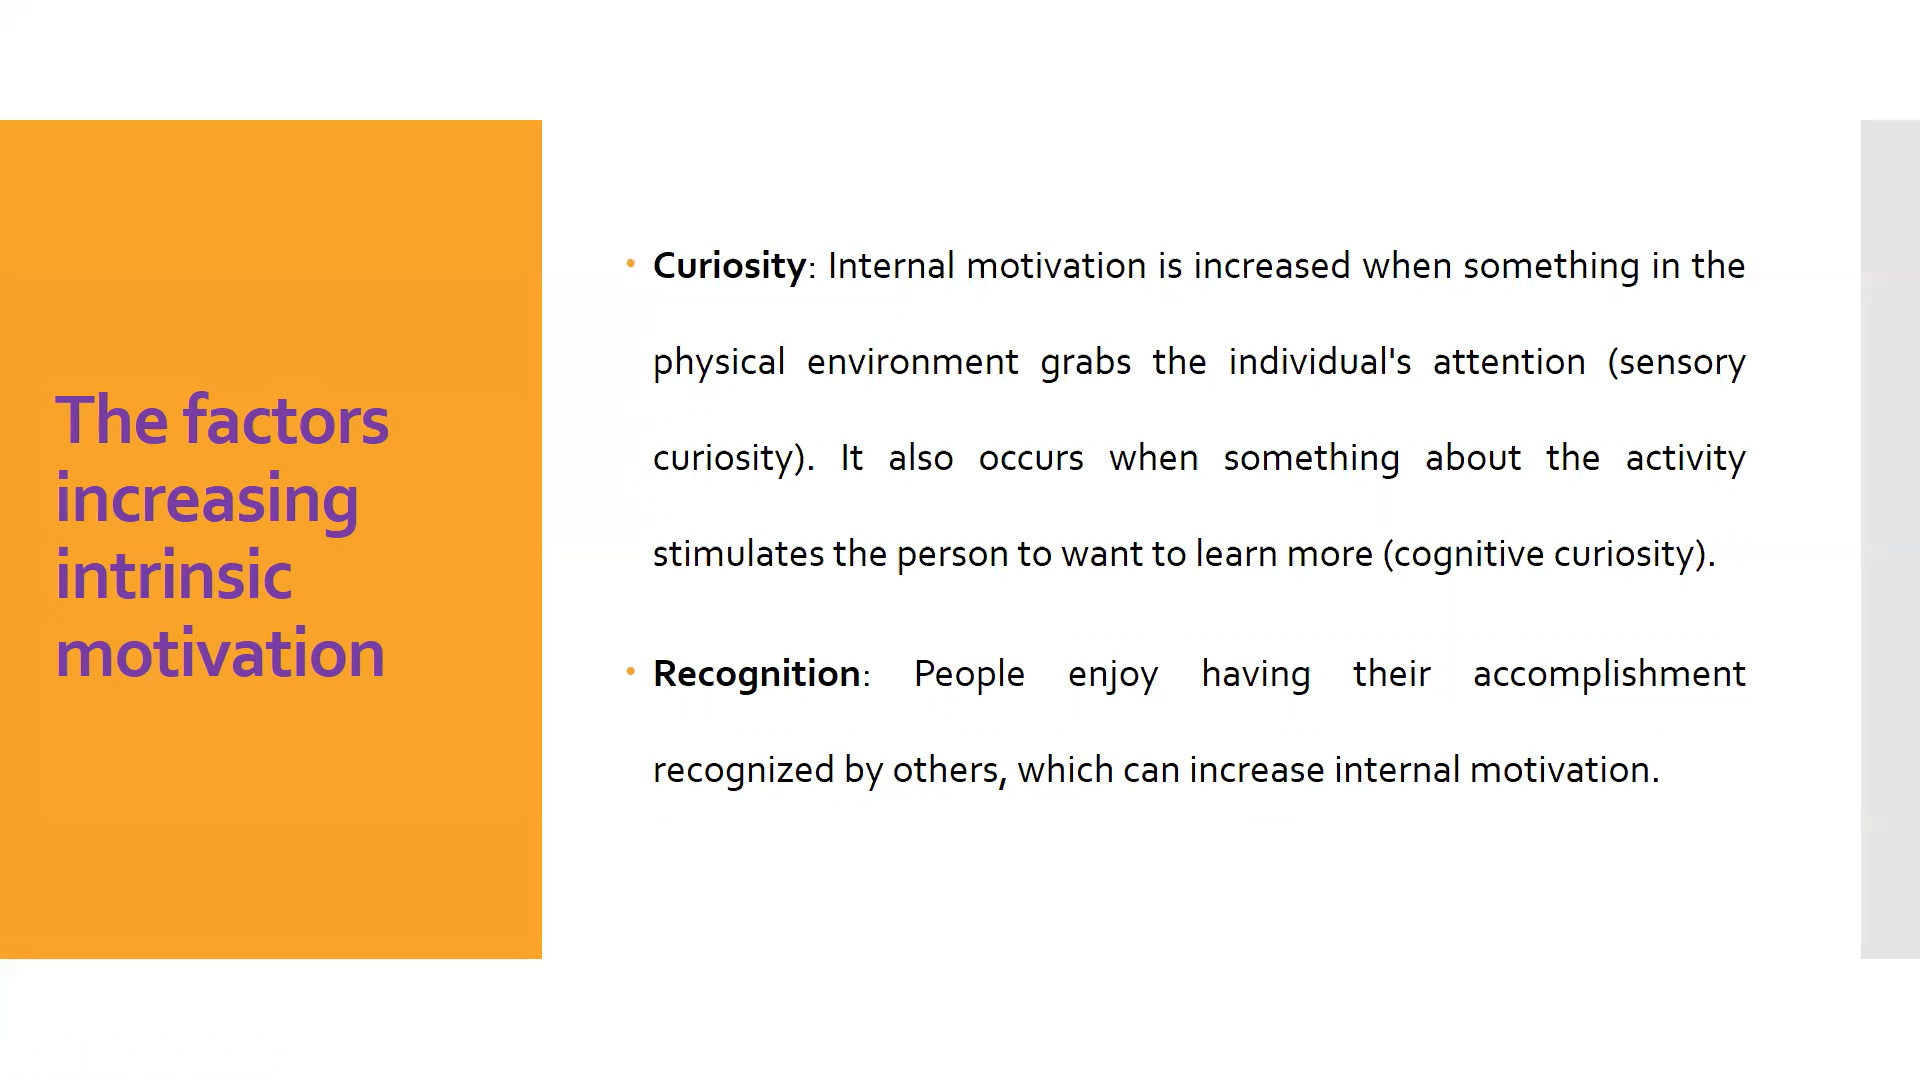 The factors
increasing
intrinsic
motivation
• Curiosity: Internal motivation is increased when something in the
physical environment grabs the individual's attention (sensory
curiosity). It also occurs when something about the activity
stimulates the person to want to learn more (cognitive curiosity).
• Recognition: People enjoy having their accomplishment
recognized by others, which can increase internal motivation.